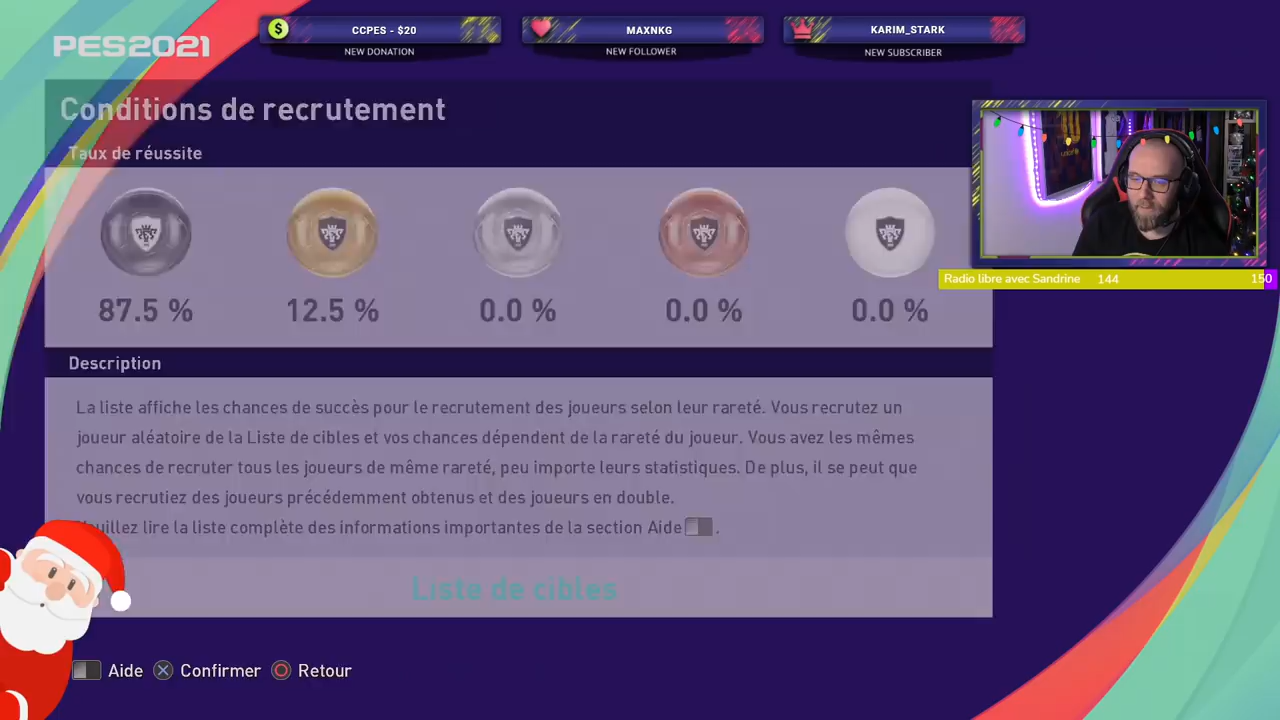 PES2021
CCPES - $20
NEW DONATION
MAXNKG
NEW FOLLOWER
KARIM_STARK
NEW SUBSCRIBER
Conditions de recrutement
Taux de réussite
87.5 %
12.5 %
0.0 %
0.0 %
0.0 %
Radio libre avec Sandrine 144 150
Description
La liste affiche les chances de succès pour le recrutement des joueurs selon leur rareté. Vous recrutez un
joueur aléatoire de la Liste de cibles et vos chances dépendent de la rareté du joueur. Vous avez les mêmes
chances de recruter tous les joueurs de même rareté, peu importe leurs statistiques. De plus, il se peut que
vous recrutiez des joueurs précédemment obtenus et des joueurs en double.
euillez lire la liste complète des informations importantes de la section Aide .
Liste de cibles
Aide Confirmer Retour